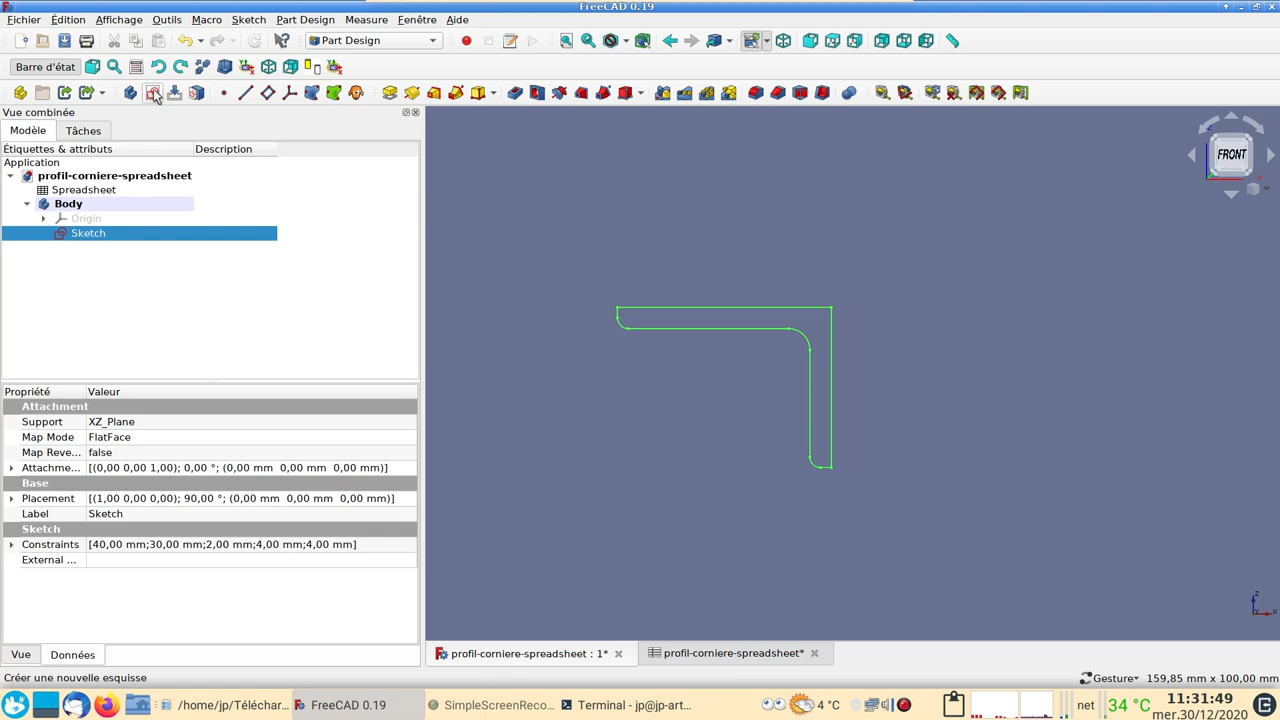 FreeCAD 0.19
Fichier Édition Affichage Outils Macro Sketch Part Design Measure Fenêtre Aide
Part Design
Barre d'état
Vue combinée
Modèle Tâches
Étiquettes & attributs Description
Application
profil-corniere-spreadsheet
Spreadsheet
Body
Origin
Sketch
FRONT
Propriété Valeur
Attachment
Support XZ_Plane
Map Mode FlatFace
Map Reve... false
Attachme... [(0,00 0,00 1,00); 0,00 °; (0,00 mm 0,00 mm 0,00 mm)]
Base
Placement [(1,00 0,00 0,00); 90,00 °; (0,00 mm 0,00 mm 0,00 mm)]
Label Sketch
Sketch
Constraints [40,00 mm;30,00 mm;2,00 mm;4,00 mm;4,00 mm]
External ...
Vue Données
profil-corniere-spreadsheet : 1* profil-corniere-spreadsheet*
Créer une nouvelle esquisse
Gesture 159,85 mm x 100,00 mm
/home/jp/Téléchar... FreeCAD 0.19 SimpleScreenReco... Terminal - jp@jp-art... 4 °C net 34 °C 11:31:49
mer.30/12/2020